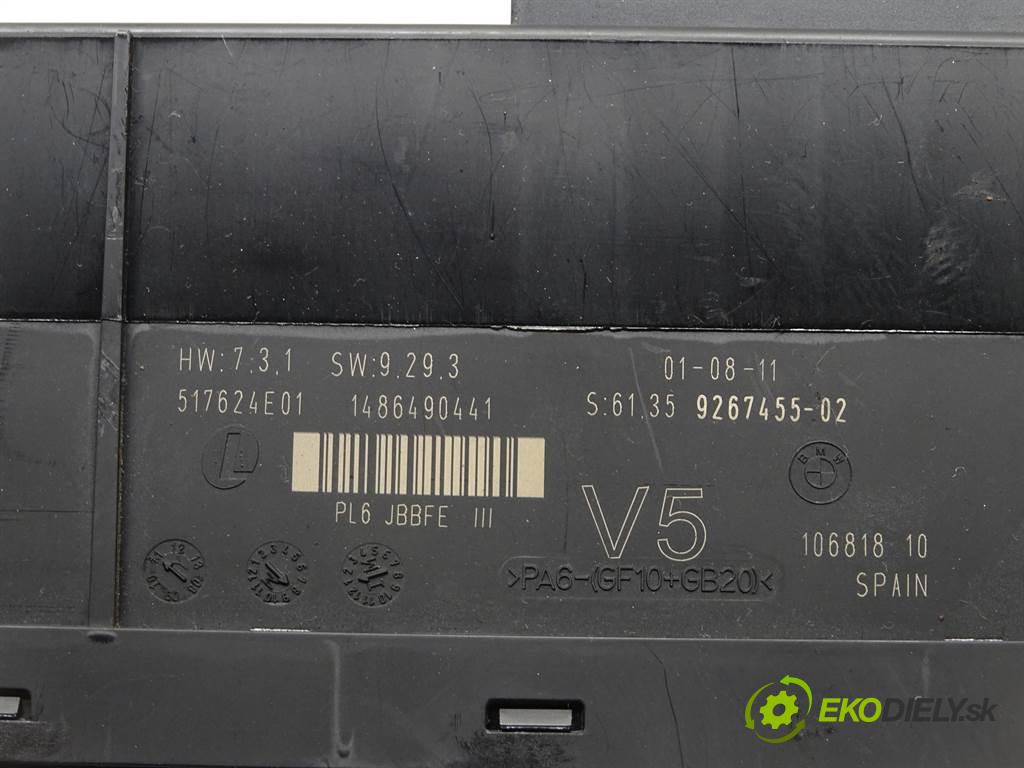 HW:7.3.1 SW:9.29.3 01-08-11
517624E01 1486490441 S:61.35 9267455-02
L
BMW
PL6 JBBFE III
V5
106818 10
>PA6-(GF10+GB20)<
SPAIN
EKODIELY.sk